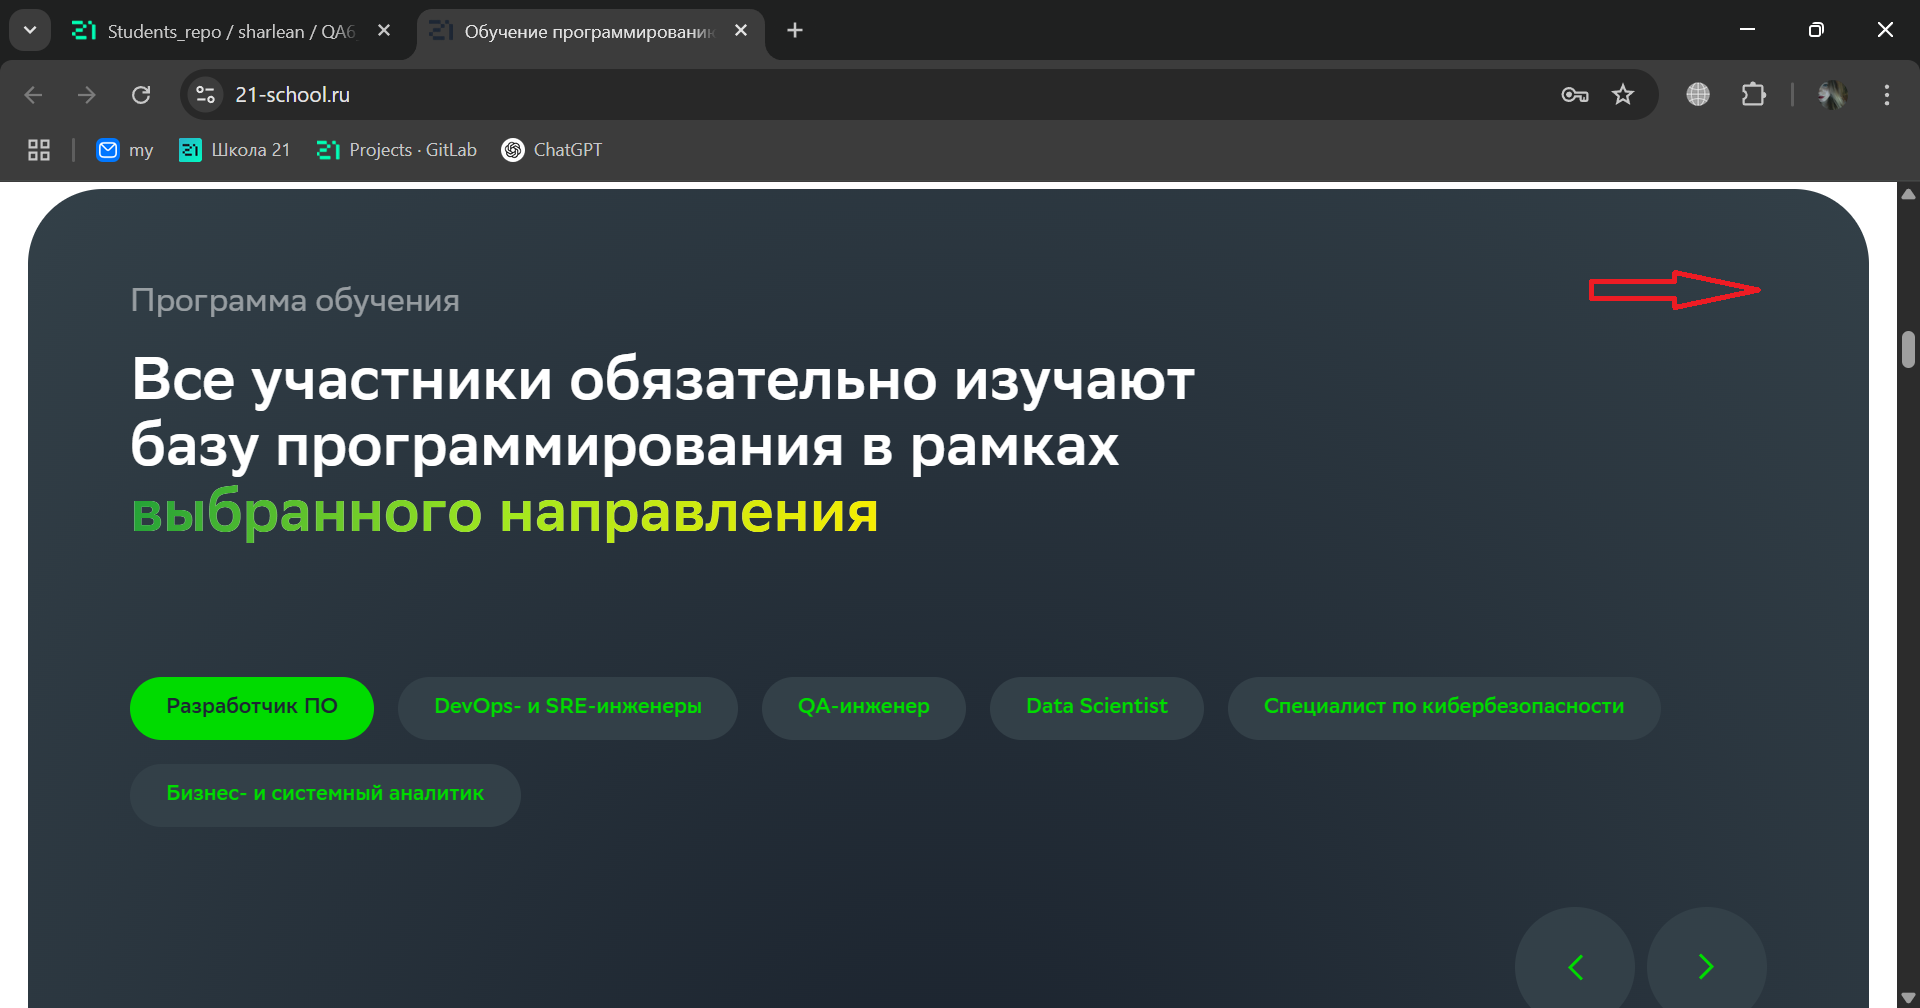 Students_repo / sharlean / QA6
Обучение программировани
21-school.ru
my
Школа 21
Projects · GitLab
ChatGPT
Программа обучения
Все участники обязательно изучают
базу программирования в рамках
выбранного направления
Разработчик ПО
DevOps- и SRE-инженеры
QA-инженер
Data Scientist
Специалист по кибербезопасности
Бизнес- и системный аналитик